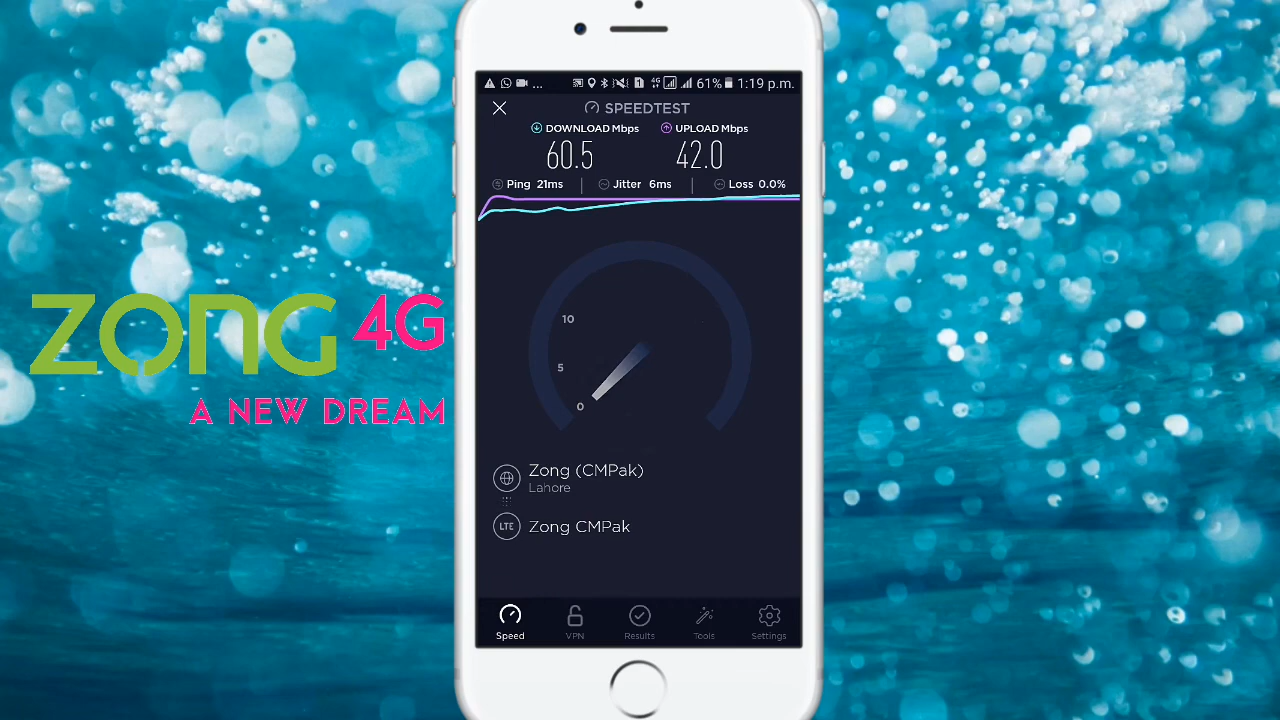 ... 4G 61% 1:19 p.m.
SPEEDTEST
DOWNLOAD Mbps UPLOAD Mbps
60.5 42.0
Ping 21ms Jitter 6ms Loss 0.0%
10
5
0
ZONG 4G
A NEW DREAM
Zong (CMPak)
Lahore
LTE Zong CMPak
Speed VPN Results Tools Settings